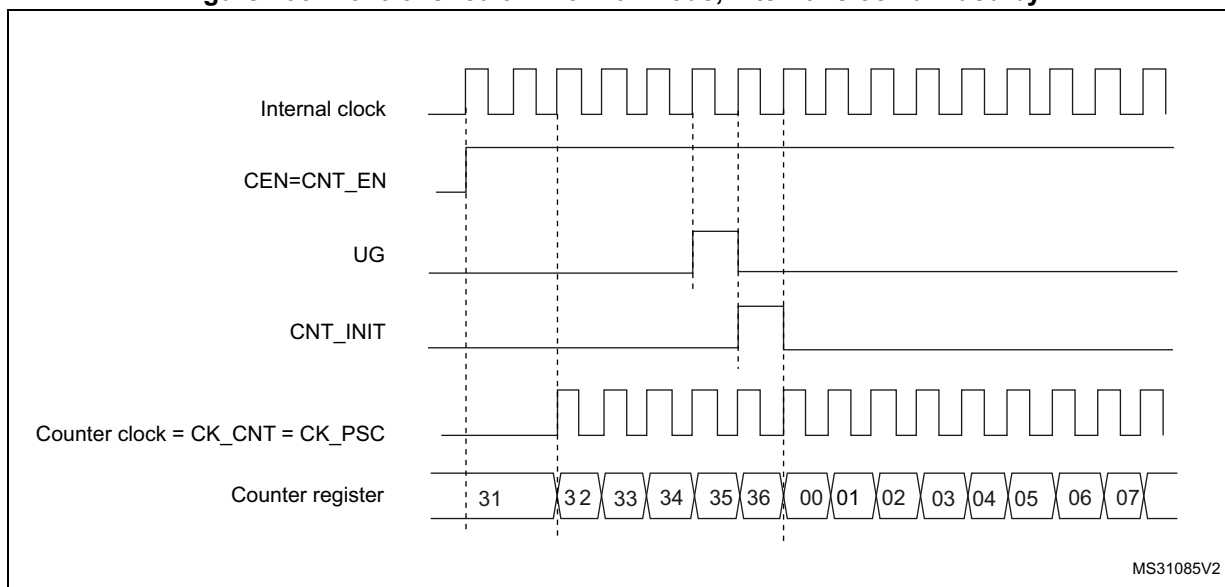 Internal clock
CEN=CNT_EN
UG
CNT_INIT
Counter clock = CK_CNT = CK_PSC
Counter register
31 32 33 34 35 36 00 01 02 03 04 05 06 07
MS31085V2